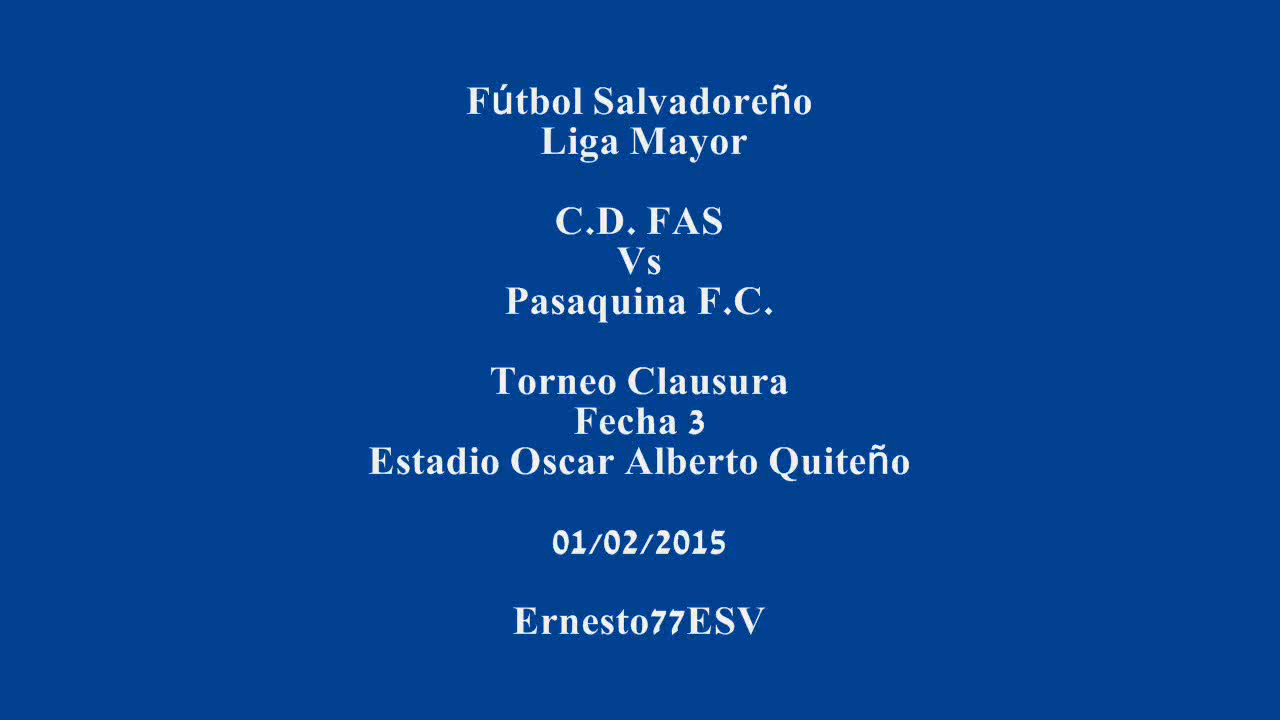 Fútbol Salvadoreño
Liga Mayor
C.D. FAS
Vs
Pasaquina F.C.
Torneo Clausura
Fecha 3
Estadio Oscar Alberto Quiteño
01/02/2015
Ernesto77ESV